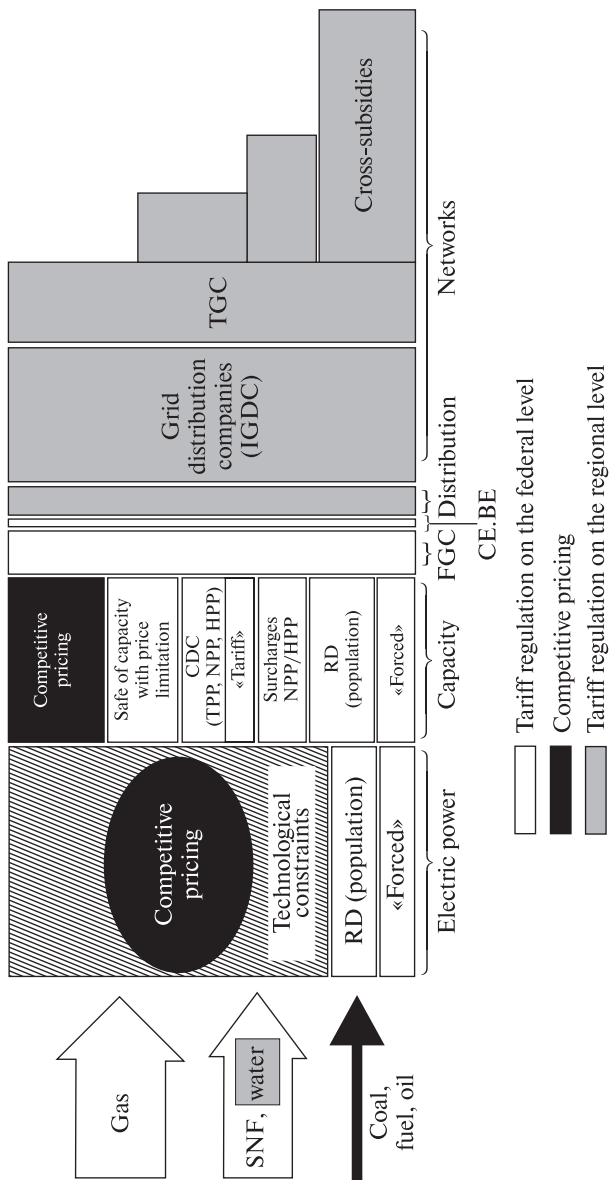 Gas
SNF, water
Coal,
fuel, oil
Competitive
pricing
Technological
constraints
RD (population)
«Forced»
Electric power
Competitive
pricing
Safe of capacity
with price
limitation
CDC
(TPP, NPP, HPP)
«Tariff»
Surcharges
NPP/HPP
RD
(population)
«Forced»
Capacity
FGC
CE.BE
Distribution
Grid
distribution
companies
(IGDC)
TGC
Cross-subsidies
Networks
Tariff regulation on the federal level
Competitive pricing
Tariff regulation on the regional level